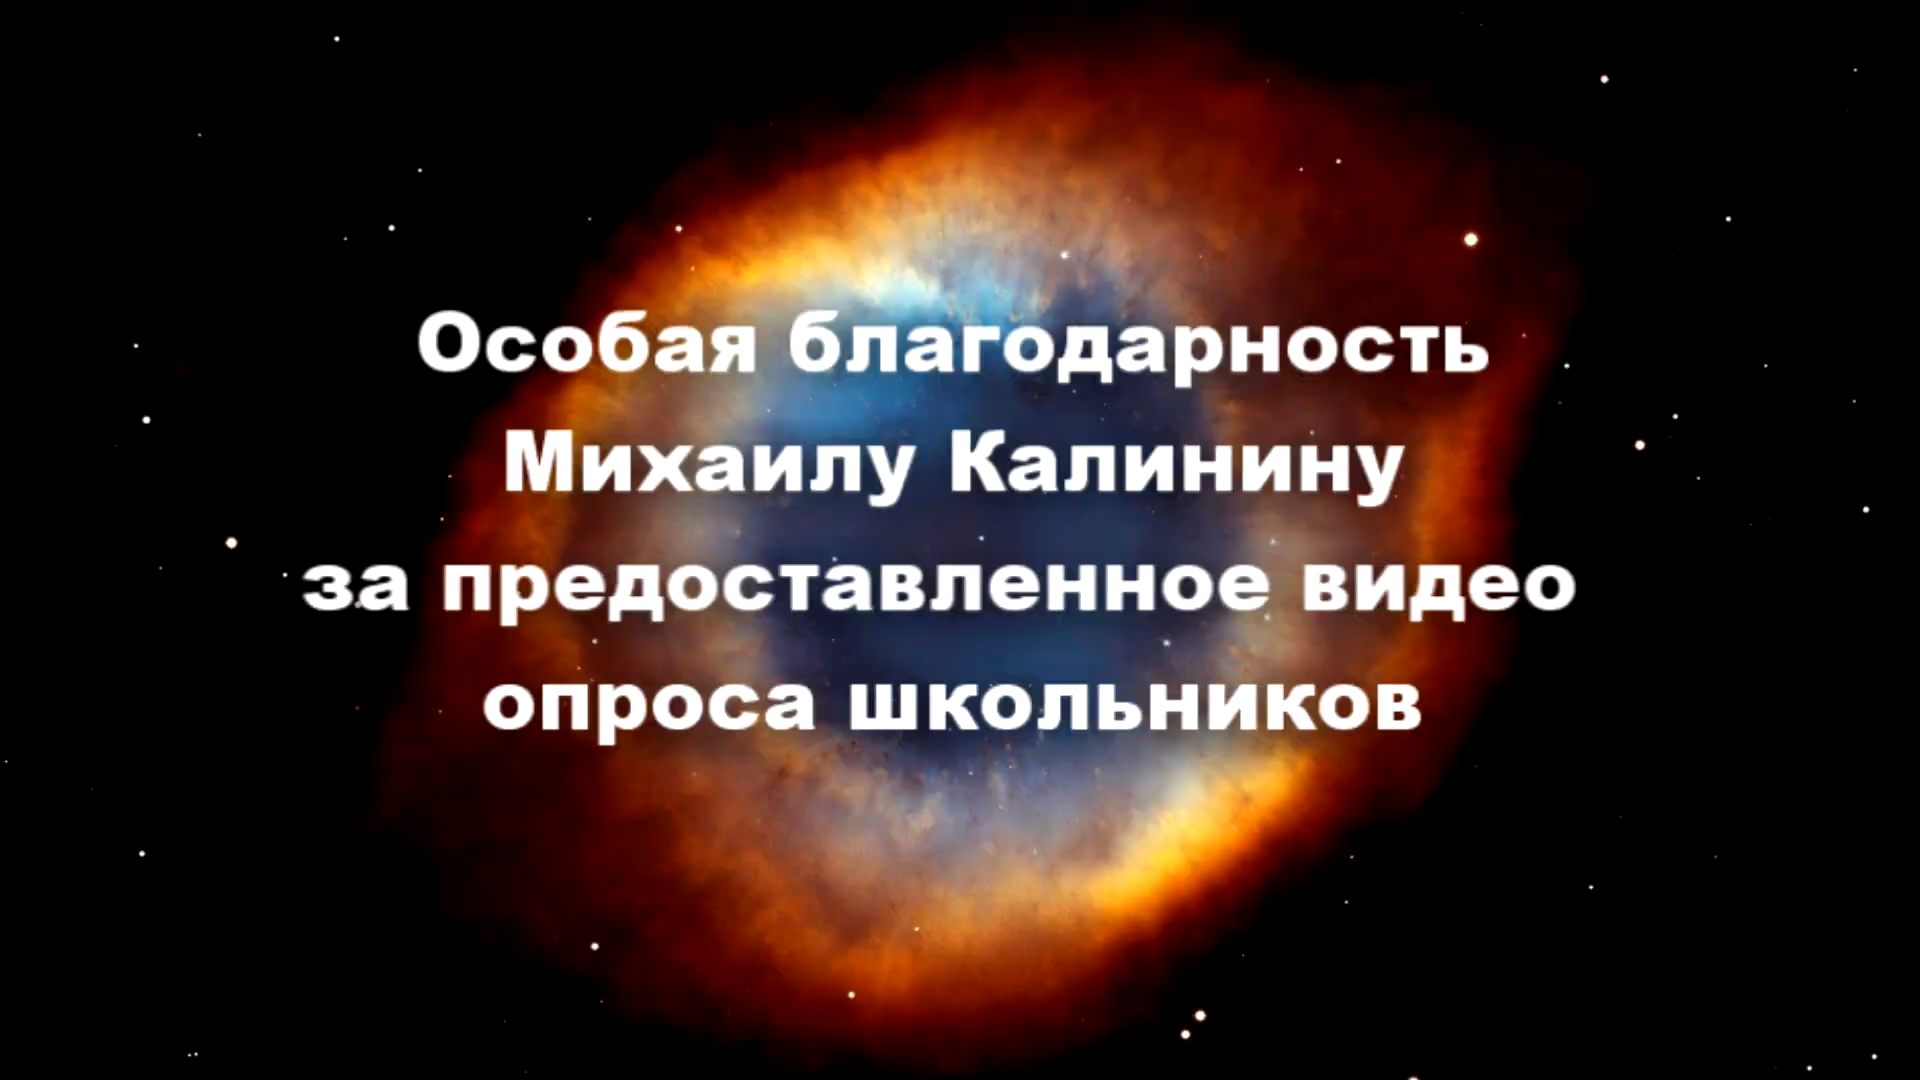 Особая благодарность
Михаилу Калинину
за предоставленное видео
опроса школьников